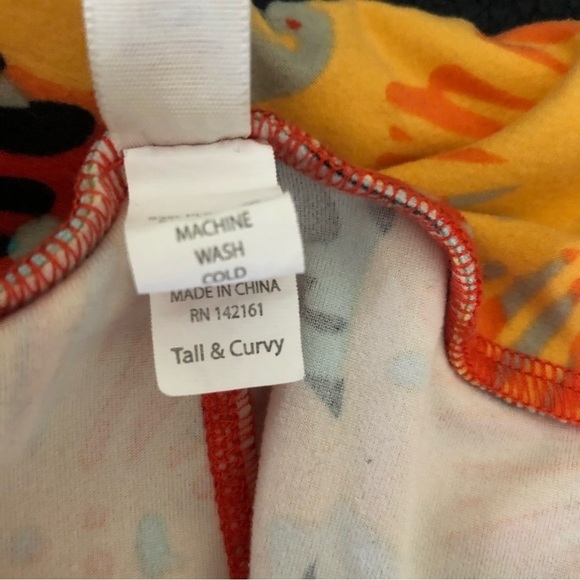 MACHINE
WASH
COLD
MADE IN CHINA
RN 142161
Tall & Curvy